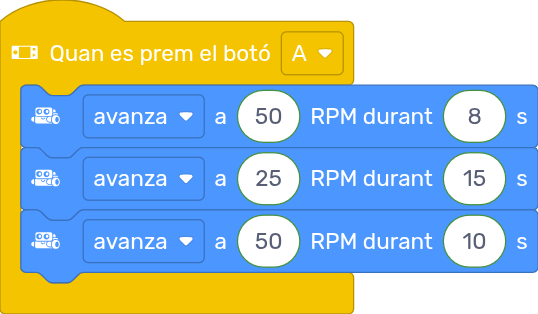 Quan es prem el botó A
avanza a 50 RPM durant 8 s
avanza a 25 RPM durant 15 s
avanza a 50 RPM durant 10 s